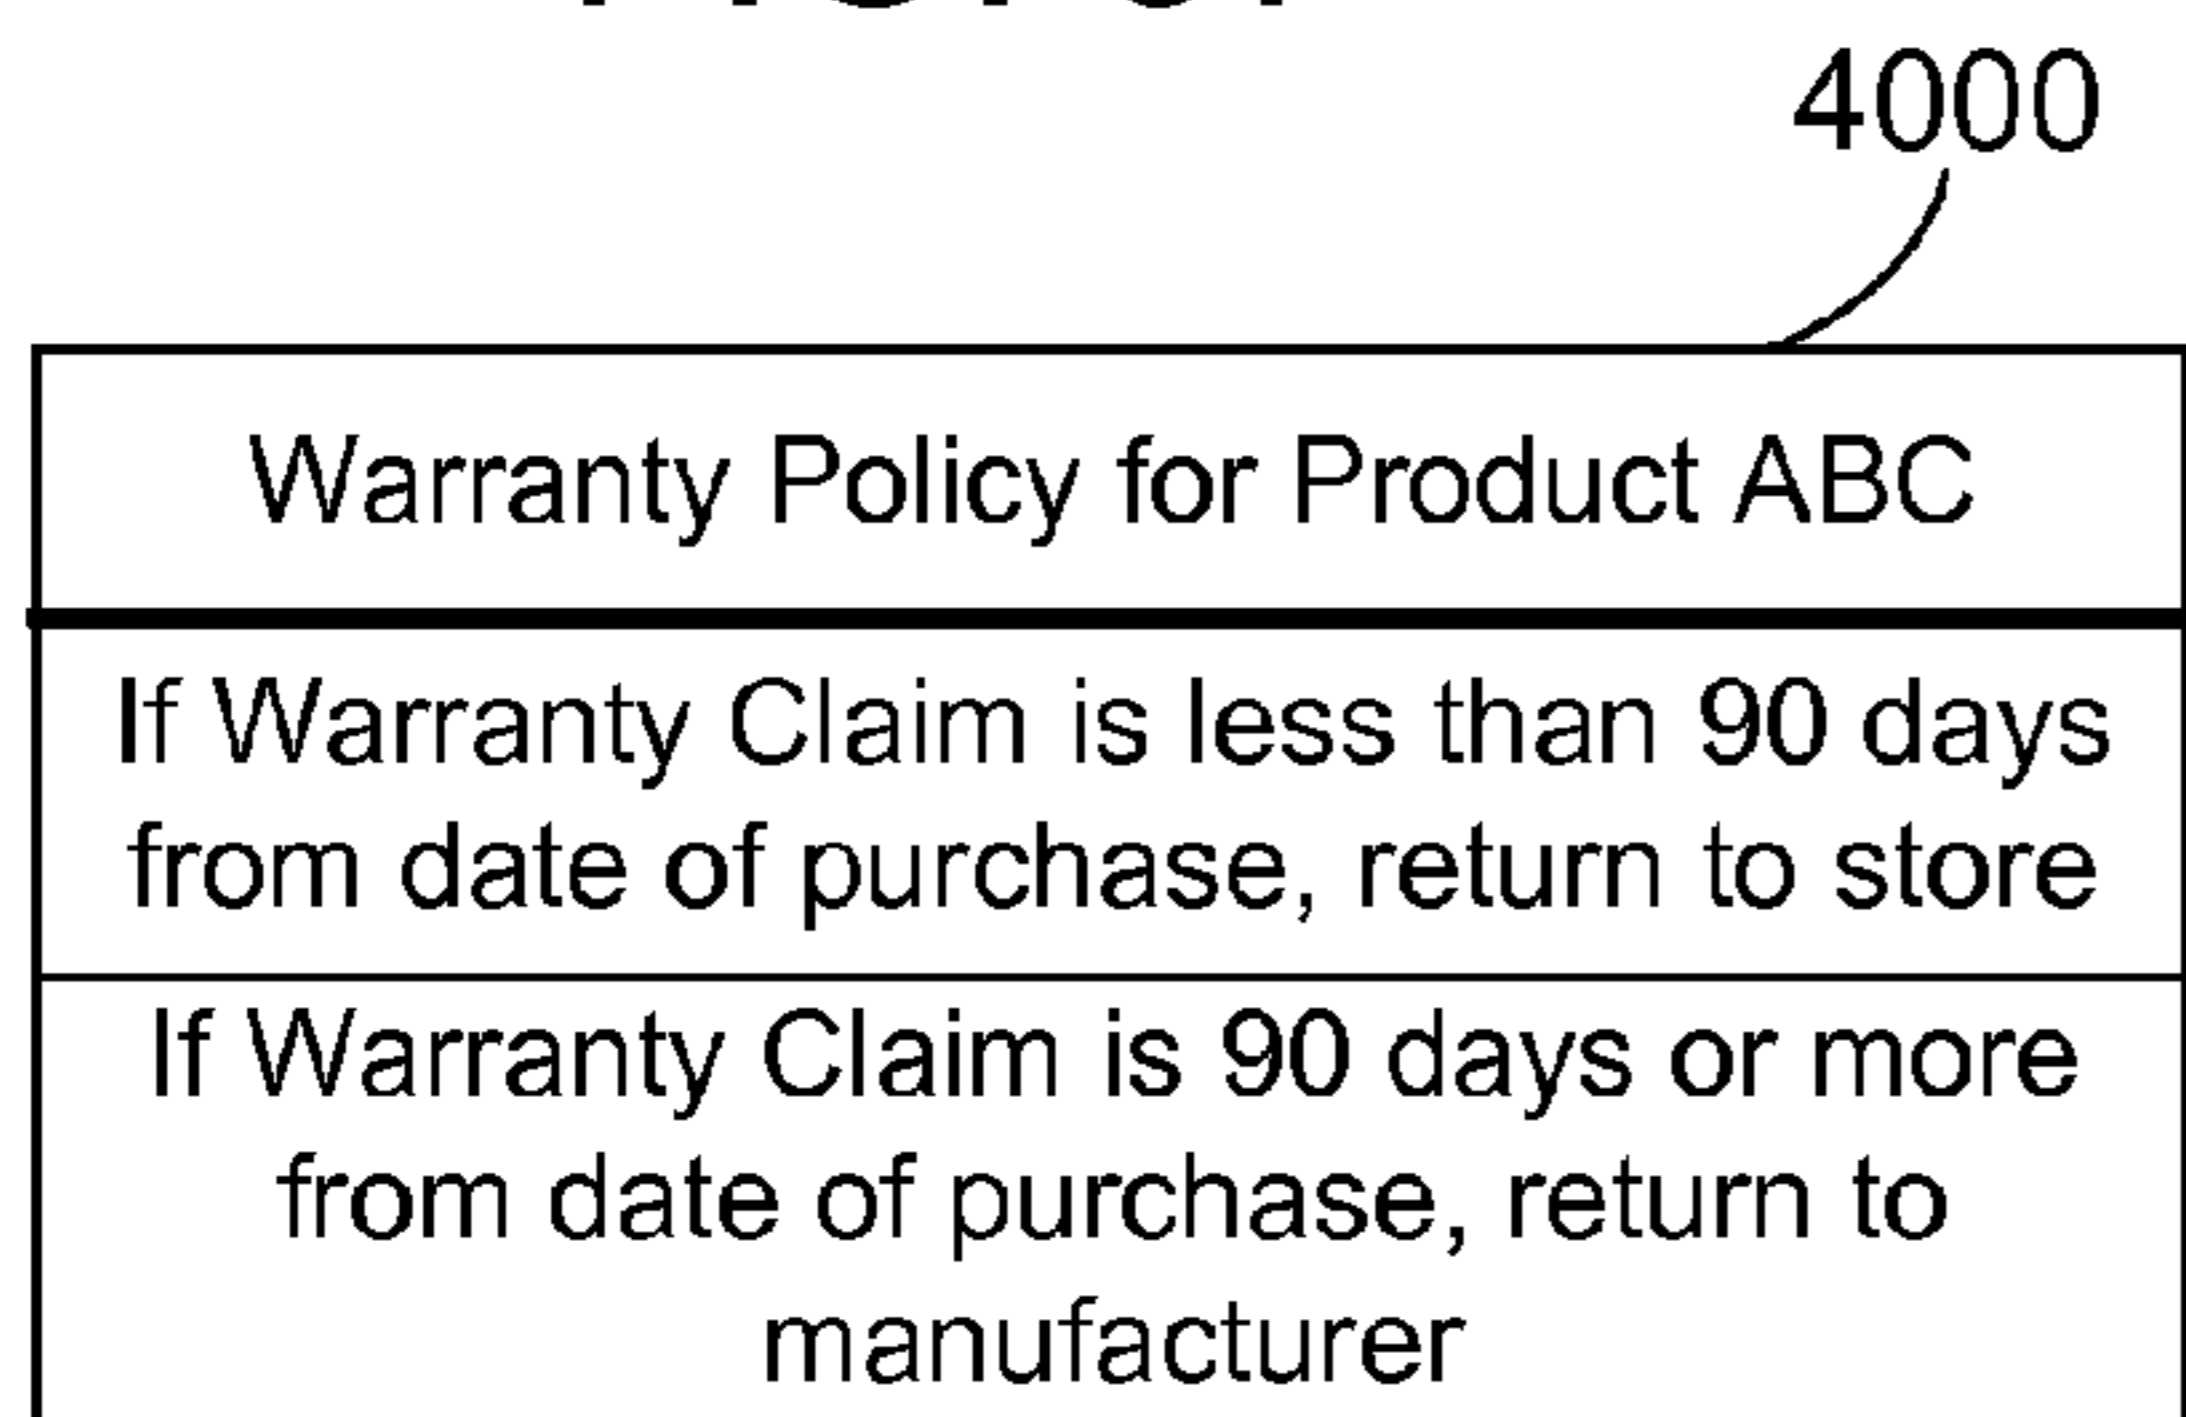 4000
Warranty Policy for Product ABC
If Warranty Claim is less than 90 days
from date of purchase, return to store
If Warranty Claim is 90 days or more
from date of purchase, return to
manufacturer